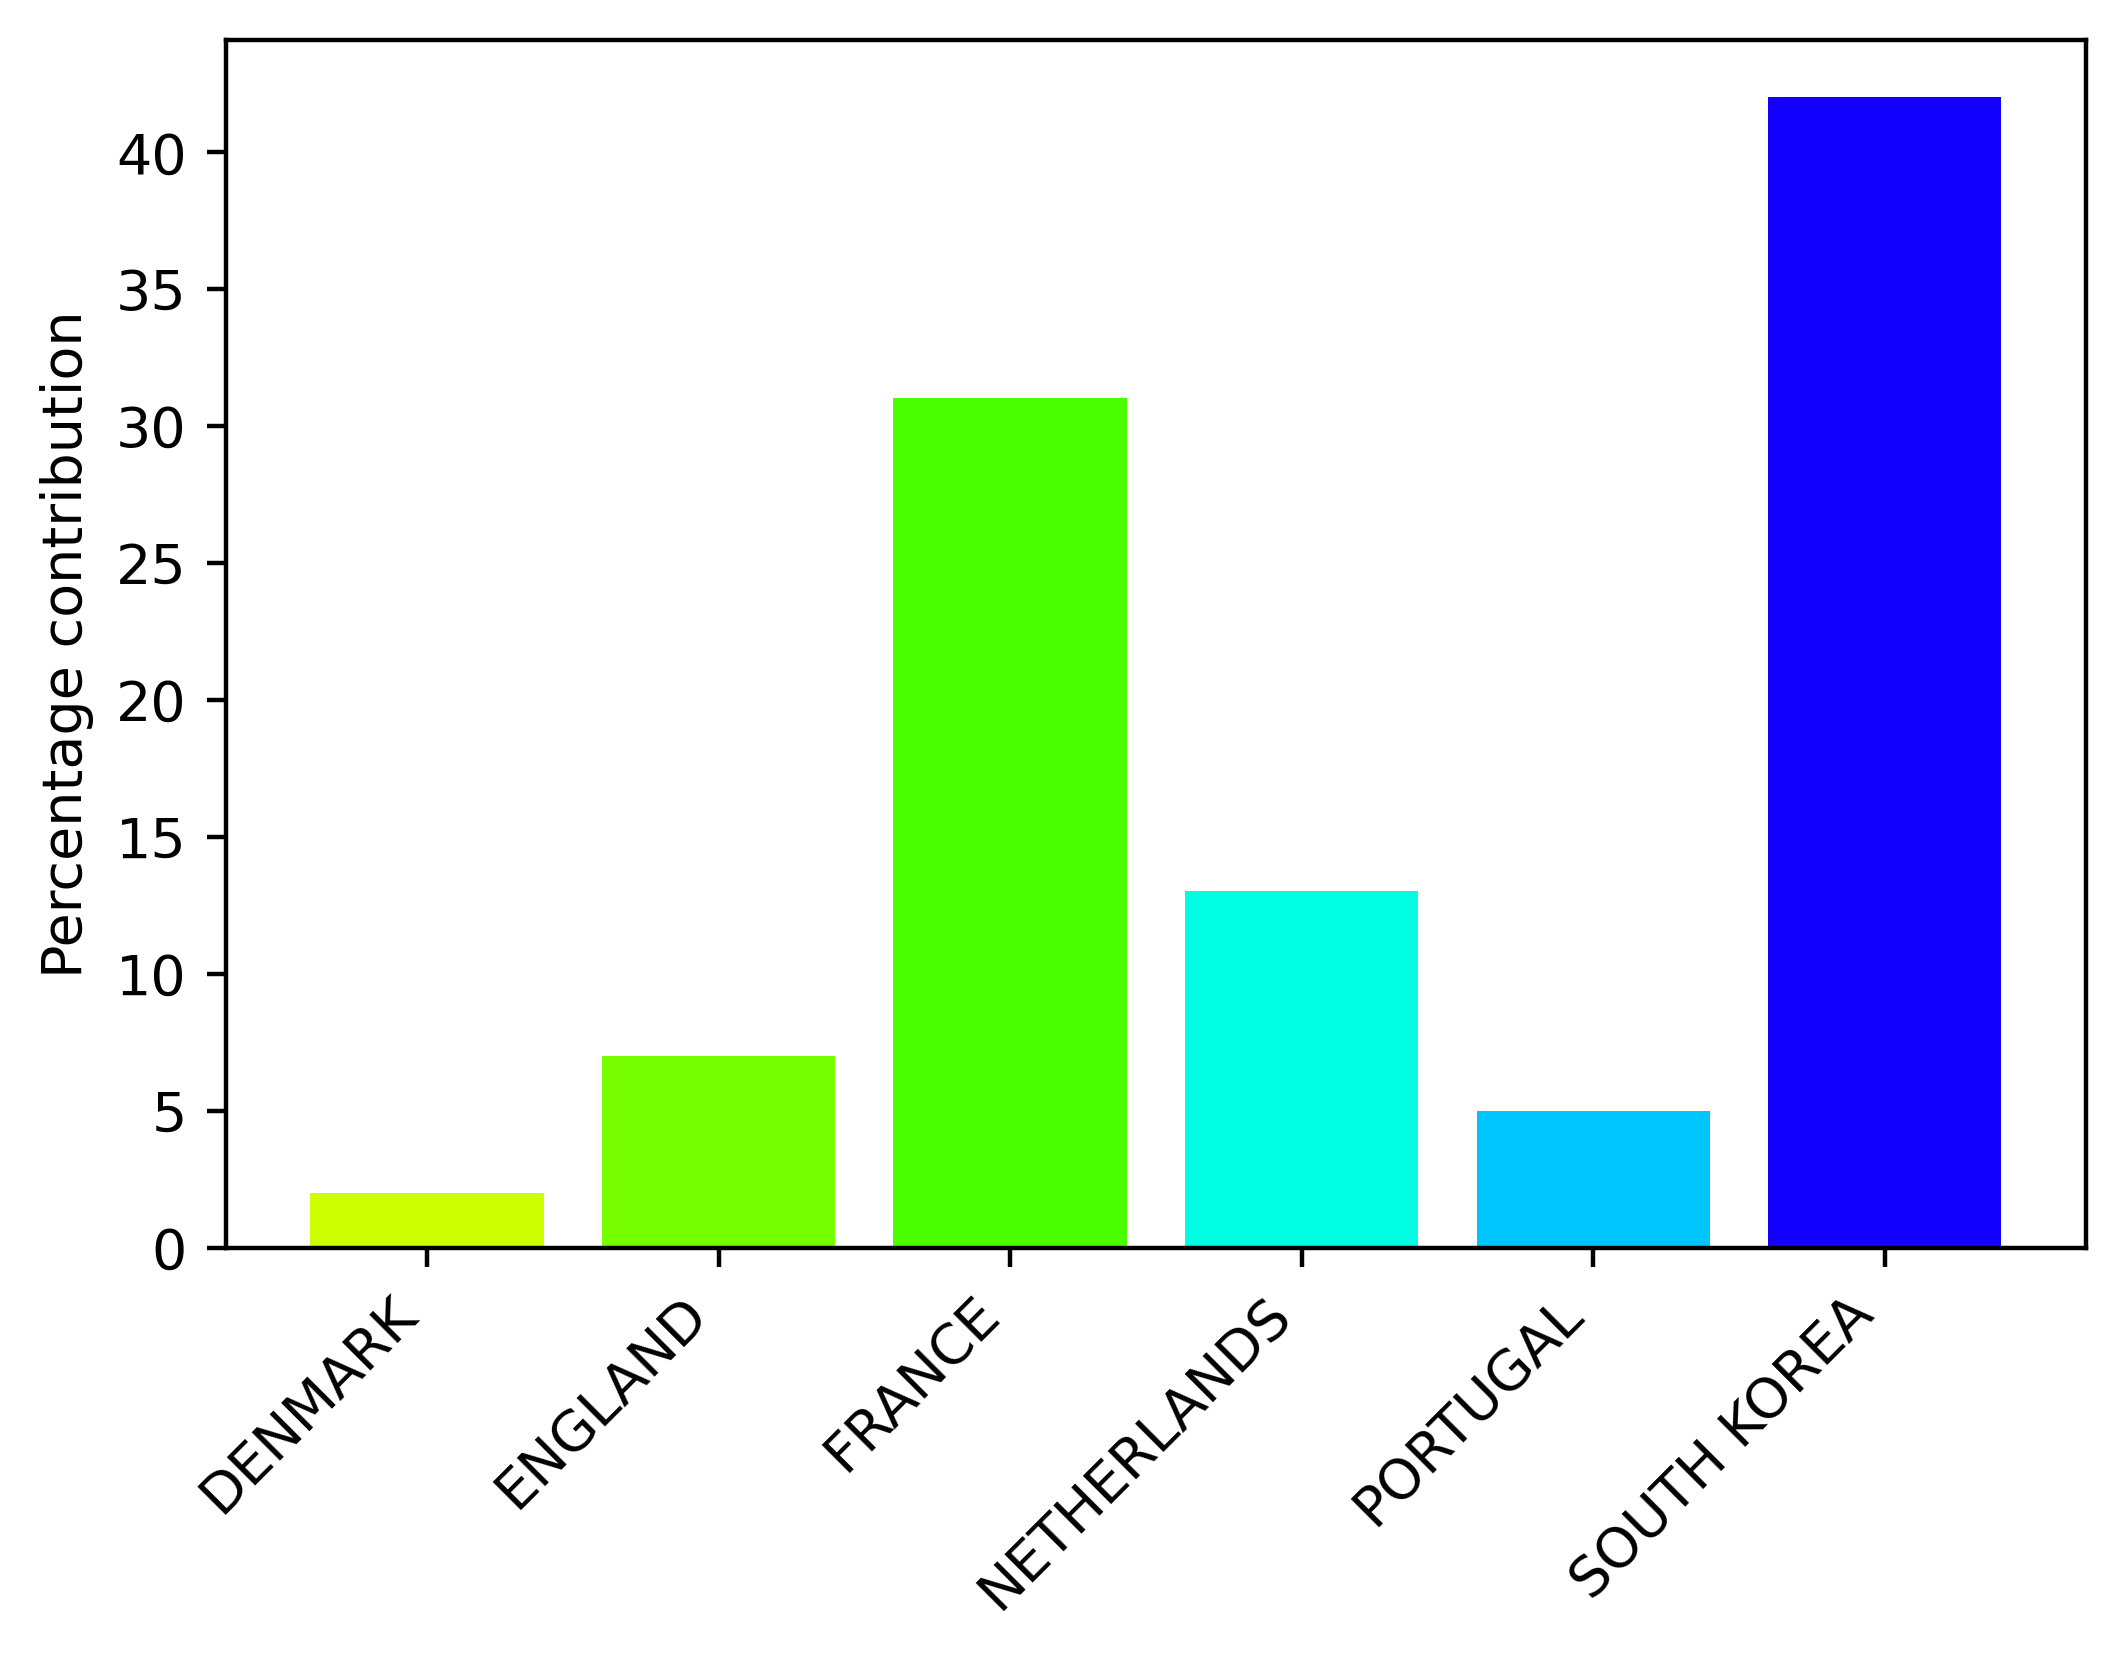 Percentage contribution
40
35
30
25
20
15
10
5
0
DENMARK
ENGLAND
FRANCE
NETHERLANDS
PORTUGAL
SOUTH KOREA